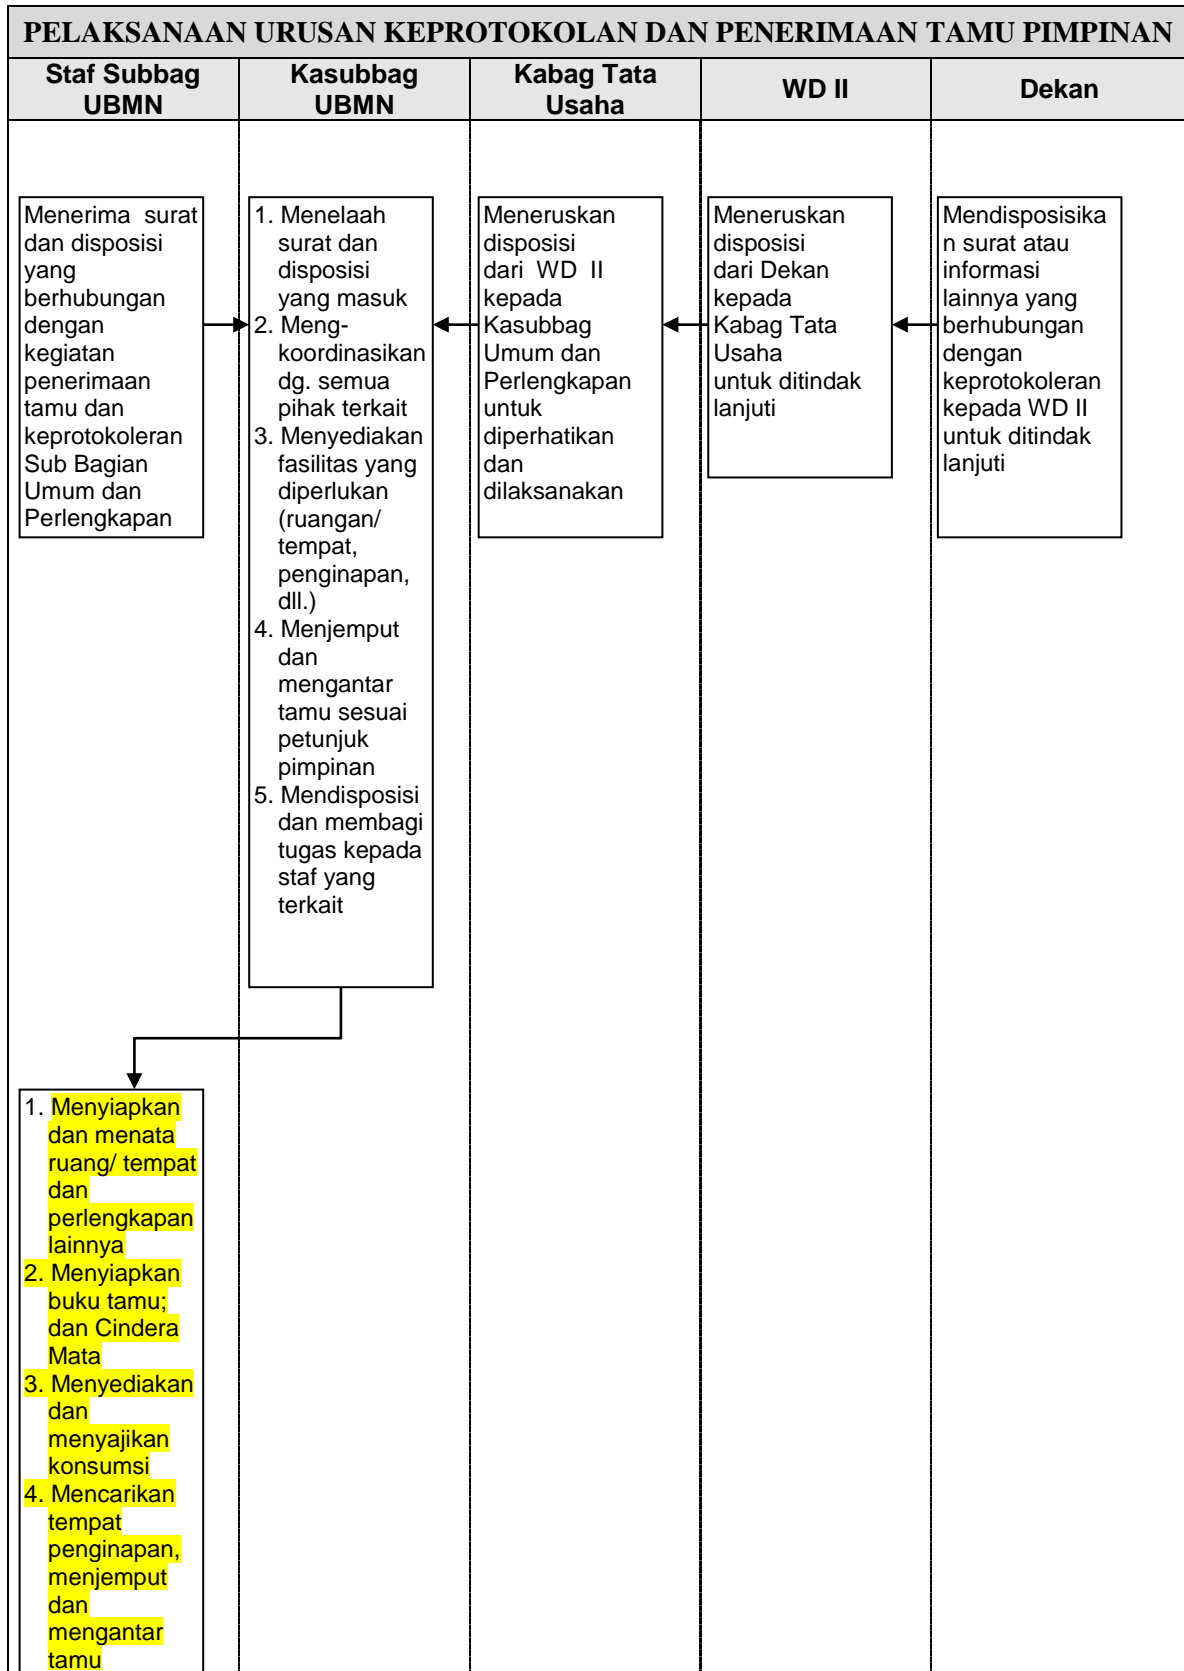 PELAKSANAAN URUSAN KEPROTOKOLAN DAN PENERIMAAN TAMU PIMPINAN
Staf Subbag
UBMN
Kasubbag
UBMN
Kabag Tata
Usaha
WD II
Dekan
Menerima surat
dan disposisi
yang
berhubungan
dengan
kegiatan
penerimaan
tamu dan
keprotokoleran
Sub Bagian
Umum dan
Perlengkapan
1. Menelaah
surat dan
disposisi
yang masuk
2. Meng-
koordinasikan
dg. semua
pihak terkait
3. Menyediakan
fasilitas yang
diperlukan
(ruangan/
tempat,
penginapan,
dll.)
4. Menjemput
dan
mengantar
tamu sesuai
petunjuk
pimpinan
5. Mendisposisi
dan membagi
tugas kepada
staf yang
terkait
Meneruskan
disposisi
dari WD II
kepada
Kasubbag
Umum dan
Perlengkapan
untuk
diperhatikan
dan
dilaksanakan
Meneruskan
disposisi
dari Dekan
kepada
Kabag Tata
Usaha
untuk ditindak
lanjuti
Mendisposisika
n surat atau
informasi
lainnya yang
berhubungan
dengan
keprotokoleran
kepada WD II
untuk ditindak
lanjuti
1. Menyiapkan
dan menata
ruang/ tempat
dan
perlengkapan
lainnya
2. Menyiapkan
buku tamu;
dan Cindera
Mata
3. Menyediakan
dan
menyajikan
konsumsi
4. Mencarikan
tempat
penginapan,
menjemput
dan
mengantar
tamu